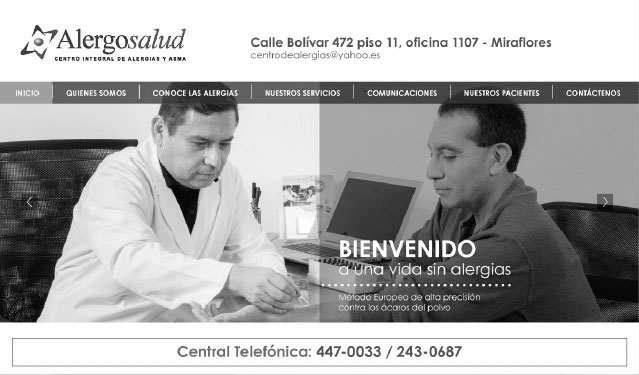 Alergosalud
CENTRO INTEGRAL DE ALERGIAS Y ASMA
Calle Bolívar 472 piso 11, oficina 1107 - Miraflores
centrodealergias@yahoo.es
INICIO QUIENES SOMOS CONOCE LAS ALERGIAS NUESTROS SERVICIOS COMUNICACIONES NUESTROS PACIENTES CONTÁCTENOS
BIENVENIDO
a una vida sin alergias
Método Europeo de alta precisión
contra los ácaros del polvo
Central Telefónica: 447-0033 / 243-0687